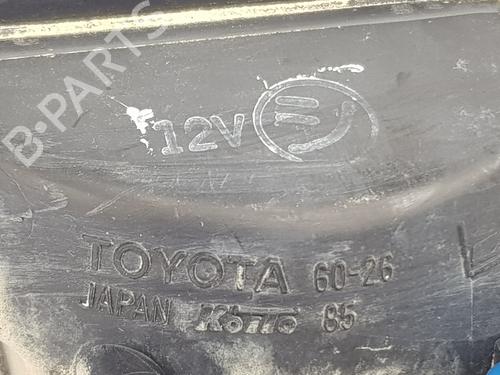 B-PARTS
12V
TOYOTA 60-26
JAPAN Koito 85